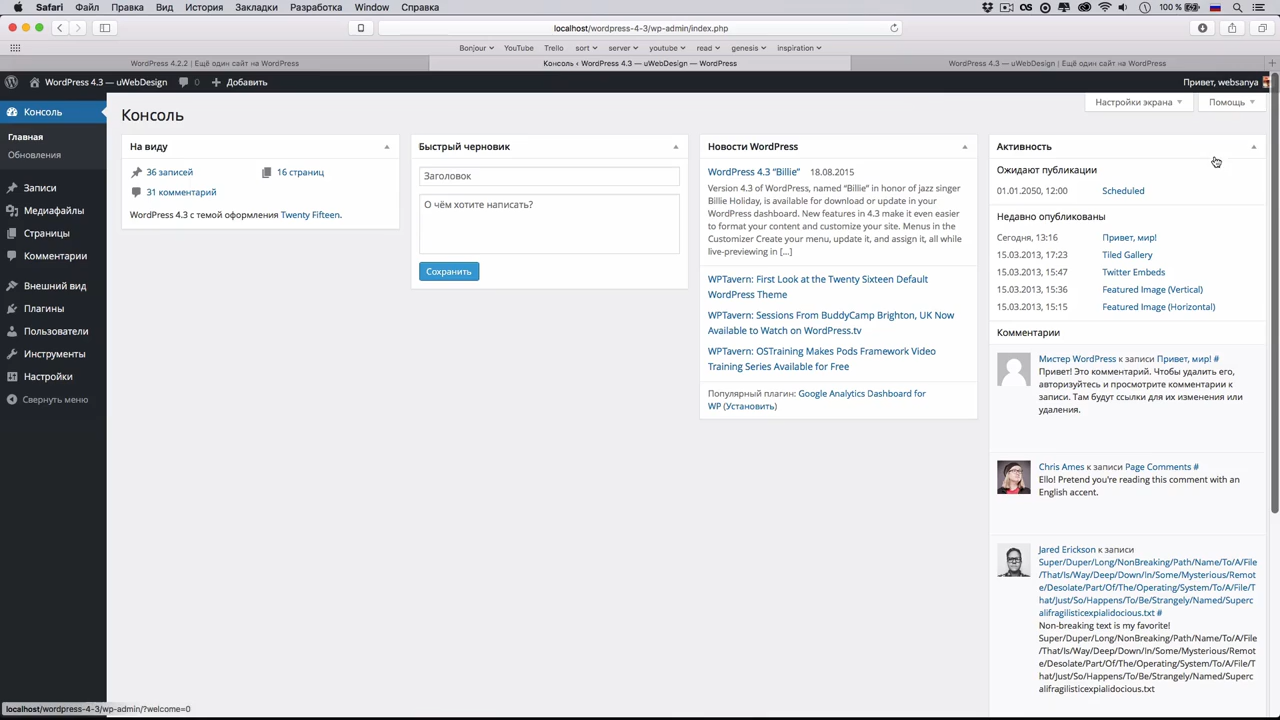 Safari Файл Правка Вид История Закладки Разработка Window Справка
100 %
localhost/wordpress-4-3/wp-admin/index.php
Bonjour YouTube Trello sort server youtube read genesis inspiration
WordPress 4.2.2 | Ещё один сайт на WordPress
Консоль ‹ WordPress 4.3 — uWebDesign — WordPress
WordPress 4.3 — uWebDesign | Ещё один сайт на WordPress
WordPress 4.3 — uWebDesign 0 Добавить
Привет, websanya
Настройки экрана
Помощь
Консоль
Главная
Обновления
Записи
Медиафайлы
Страницы
Комментарии
Внешний вид
Плагины
Пользователи
Инструменты
Настройки
Свернуть меню
Консоль
На виду
36 записей
16 страниц
31 комментарий
WordPress 4.3 с темой оформления Twenty Fifteen.
Быстрый черновик
Заголовок
О чём хотите написать?
Сохранить
Новости WordPress
WordPress 4.3 “Billie” 18.08.2015
Version 4.3 of WordPress, named “Billie” in honor of jazz singer
Billie Holiday, is available for download or update in your
WordPress dashboard. New features in 4.3 make it even easier
to format your content and customize your site. Menus in the
Customizer Create your menu, update it, and assign it, all while
live-previewing in […]
WPTavern: First Look at the Twenty Sixteen Default
WordPress Theme
WPTavern: Sessions From BuddyCamp Brighton, UK Now
Available to Watch on WordPress.tv
WPTavern: OSTraining Makes Pods Framework Video
Training Series Available for Free
Популярный плагин: Google Analytics Dashboard for
WP (Установить)
Активность
Ожидают публикации
01.01.2050, 12:00 Scheduled
Недавно опубликованы
Сегодня, 13:16 Привет, мир!
15.03.2013, 17:23 Tiled Gallery
15.03.2013, 15:47 Twitter Embeds
15.03.2013, 15:36 Featured Image (Vertical)
15.03.2013, 15:15 Featured Image (Horizontal)
Комментарии
Мистер WordPress к записи Привет, мир! #
Привет! Это комментарий. Чтобы удалить его,
авторизуйтесь и просмотрите комментарии к
записи. Там будут ссылки для их изменения или
удаления.
Chris Ames к записи Page Comments #
Ello! Pretend you're reading this comment with an
English accent.
Jared Erickson к записи
Super/Duper/Long/NonBreaking/Path/Name/To/A/File
/That/Is/Way/Deep/Down/In/Some/Mysterious/Remot
e/Desolate/Part/Of/The/Operating/System/To/A/File/T
hat/Just/So/Happens/To/Be/Strangely/Named/Superc
alifragilisticexpialidocious.txt #
Non-breaking text is my favorite!
Super/Duper/Long/NonBreaking/Path/Name/To/A/File
/That/Is/Way/Deep/Down/In/Some/Mysterious/Remot
e/Desolate/Part/Of/The/Operating/System/To/A/File/T
hat/Just/So/Happens/To/Be/Strangely/Named/Superc
alifragilisticexpialidocious.txt
localhost/wordpress-4-3/wp-admin/?welcome=0